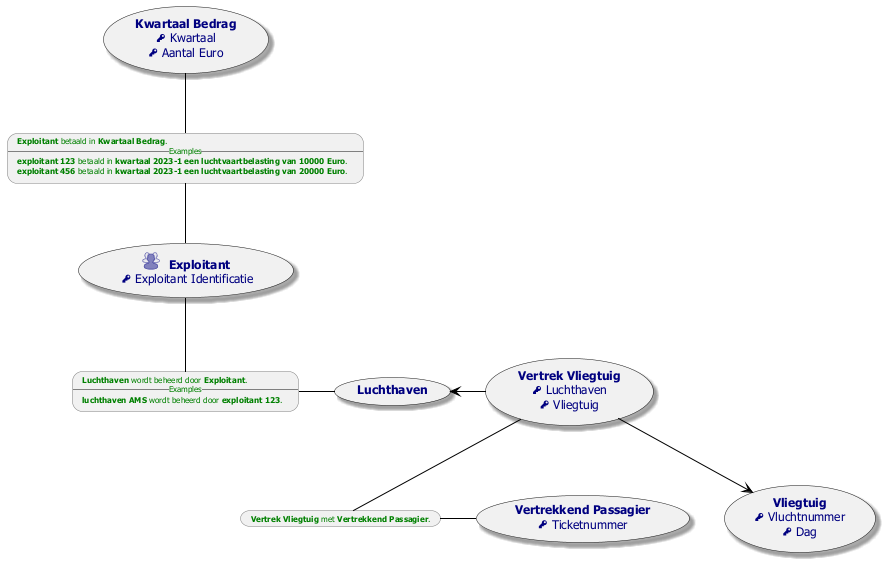 Kwartaal Bedrag
Kwartaal
Aantal Euro
Exploitant betaald in Kwartaal Bedrag.
Examples
exploitant 123 betaald in kwartaal 2023-1 een luchtvaartbelasting van 10000 Euro.
exploitant 456 betaald in kwartaal 2023-1 een luchtvaartbelasting van 20000 Euro.
Exploitant
Exploitant Identificatie
Luchthaven wordt beheerd door Exploitant.
Examples
luchthaven AMS wordt beheerd door exploitant 123.
Luchthaven
Vertrek Vliegtuig
Luchthaven
Vliegtuig
Vertrek Vliegtuig met Vertrekkend Passagier.
Vertrekkend Passagier
Ticketnummer
Vliegtuig
Vluchtnummer
Dag